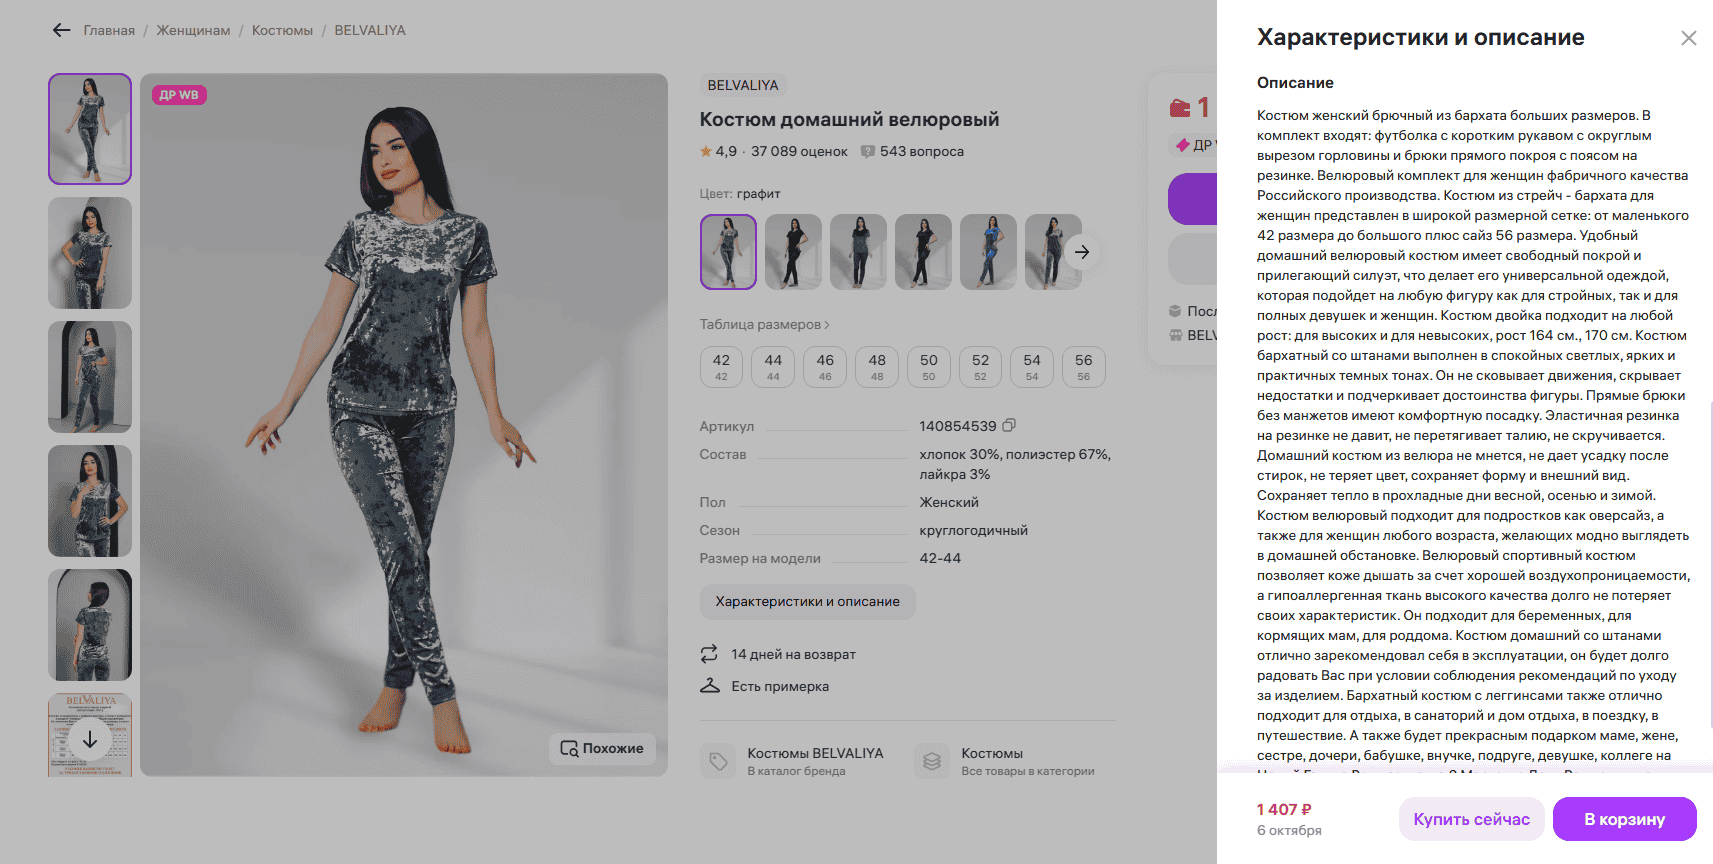 Главная / Женщинам / Костюмы / BELVALIYA
ДР WB
BELVALIYA
BELVALIYA
Костюм домашний велюровый
4,9 · 37 089 оценок 543 вопроса
Цвет: графит
Таблица размеров
42 44 46 48 50 52 54 56
42 44 46 48 50 52 54 56
Артикул 140854539
Состав хлопок 30%, полиэстер 67%,
лайкра 3%
Пол Женский
Сезон круглогодичный
Размер на модели 42-44
Характеристики и описание
14 дней на возврат
Есть примерка
Похожие
Костюмы BELVALIYA
В каталог бренда
Костюмы
Все товары в категории
1
ДР
Посл
BELV
Характеристики и описание
Описание
Костюм женский брючный из бархата больших размеров. В
комплект входят: футболка с коротким рукавом с округлым
вырезом горловины и брюки прямого покроя с поясом на
резинке. Велюровый комплект для женщин фабричного качества
Российского производства. Костюм из стрейч - бархата для
женщин представлен в широкой размерной сетке: от маленького
42 размера до большого плюс сайз 56 размера. Удобный
домашний велюровый костюм имеет свободный покрой и
прилегающий силуэт, что делает его универсальной одеждой,
которая подойдет на любую фигуру как для стройных, так и для
полных девушек и женщин. Костюм двойка подходит на любой
рост: для высоких и для невысоких, рост 164 см., 170 см. Костюм
бархатный со штанами выполнен в спокойных светлых, ярких и
практичных темных тонах. Он не сковывает движения, скрывает
недостатки и подчеркивает достоинства фигуры. Прямые брюки
без манжетов имеют комфортную посадку. Эластичная резинка
на резинке не давит, не перетягивает талию, не скручивается.
Домашний костюм из велюра не мнется, не дает усадку после
стирок, не теряет цвет, сохраняет форму и внешний вид.
Сохраняет тепло в прохладные дни весной, осенью и зимой.
Костюм велюровый подходит для подростков как оверсайз, а
также для женщин любого возраста, желающих модно выглядеть
в домашней обстановке. Велюровый спортивный костюм
позволяет коже дышать за счет хорошей воздухопроницаемости,
а гипоаллергенная ткань высокого качества долго не потеряет
своих характеристик. Он подходит для беременных, для
кормящих мам, для роддома. Костюм домашний со штанами
отлично зарекомендовал себя в эксплуатации, он будет долго
радовать Вас при условии соблюдения рекомендаций по уходу
за изделием. Бархатный костюм с леггинсами также отлично
подходит для отдыха, в санаторий и дом отдыха, в поездку, в
путешествие. А также будет прекрасным подарком маме, жене,
сестре, дочери, бабушке, внучке, подруге, девушке, коллеге на
1 407 ₽
6 октября
Купить сейчас
В корзину